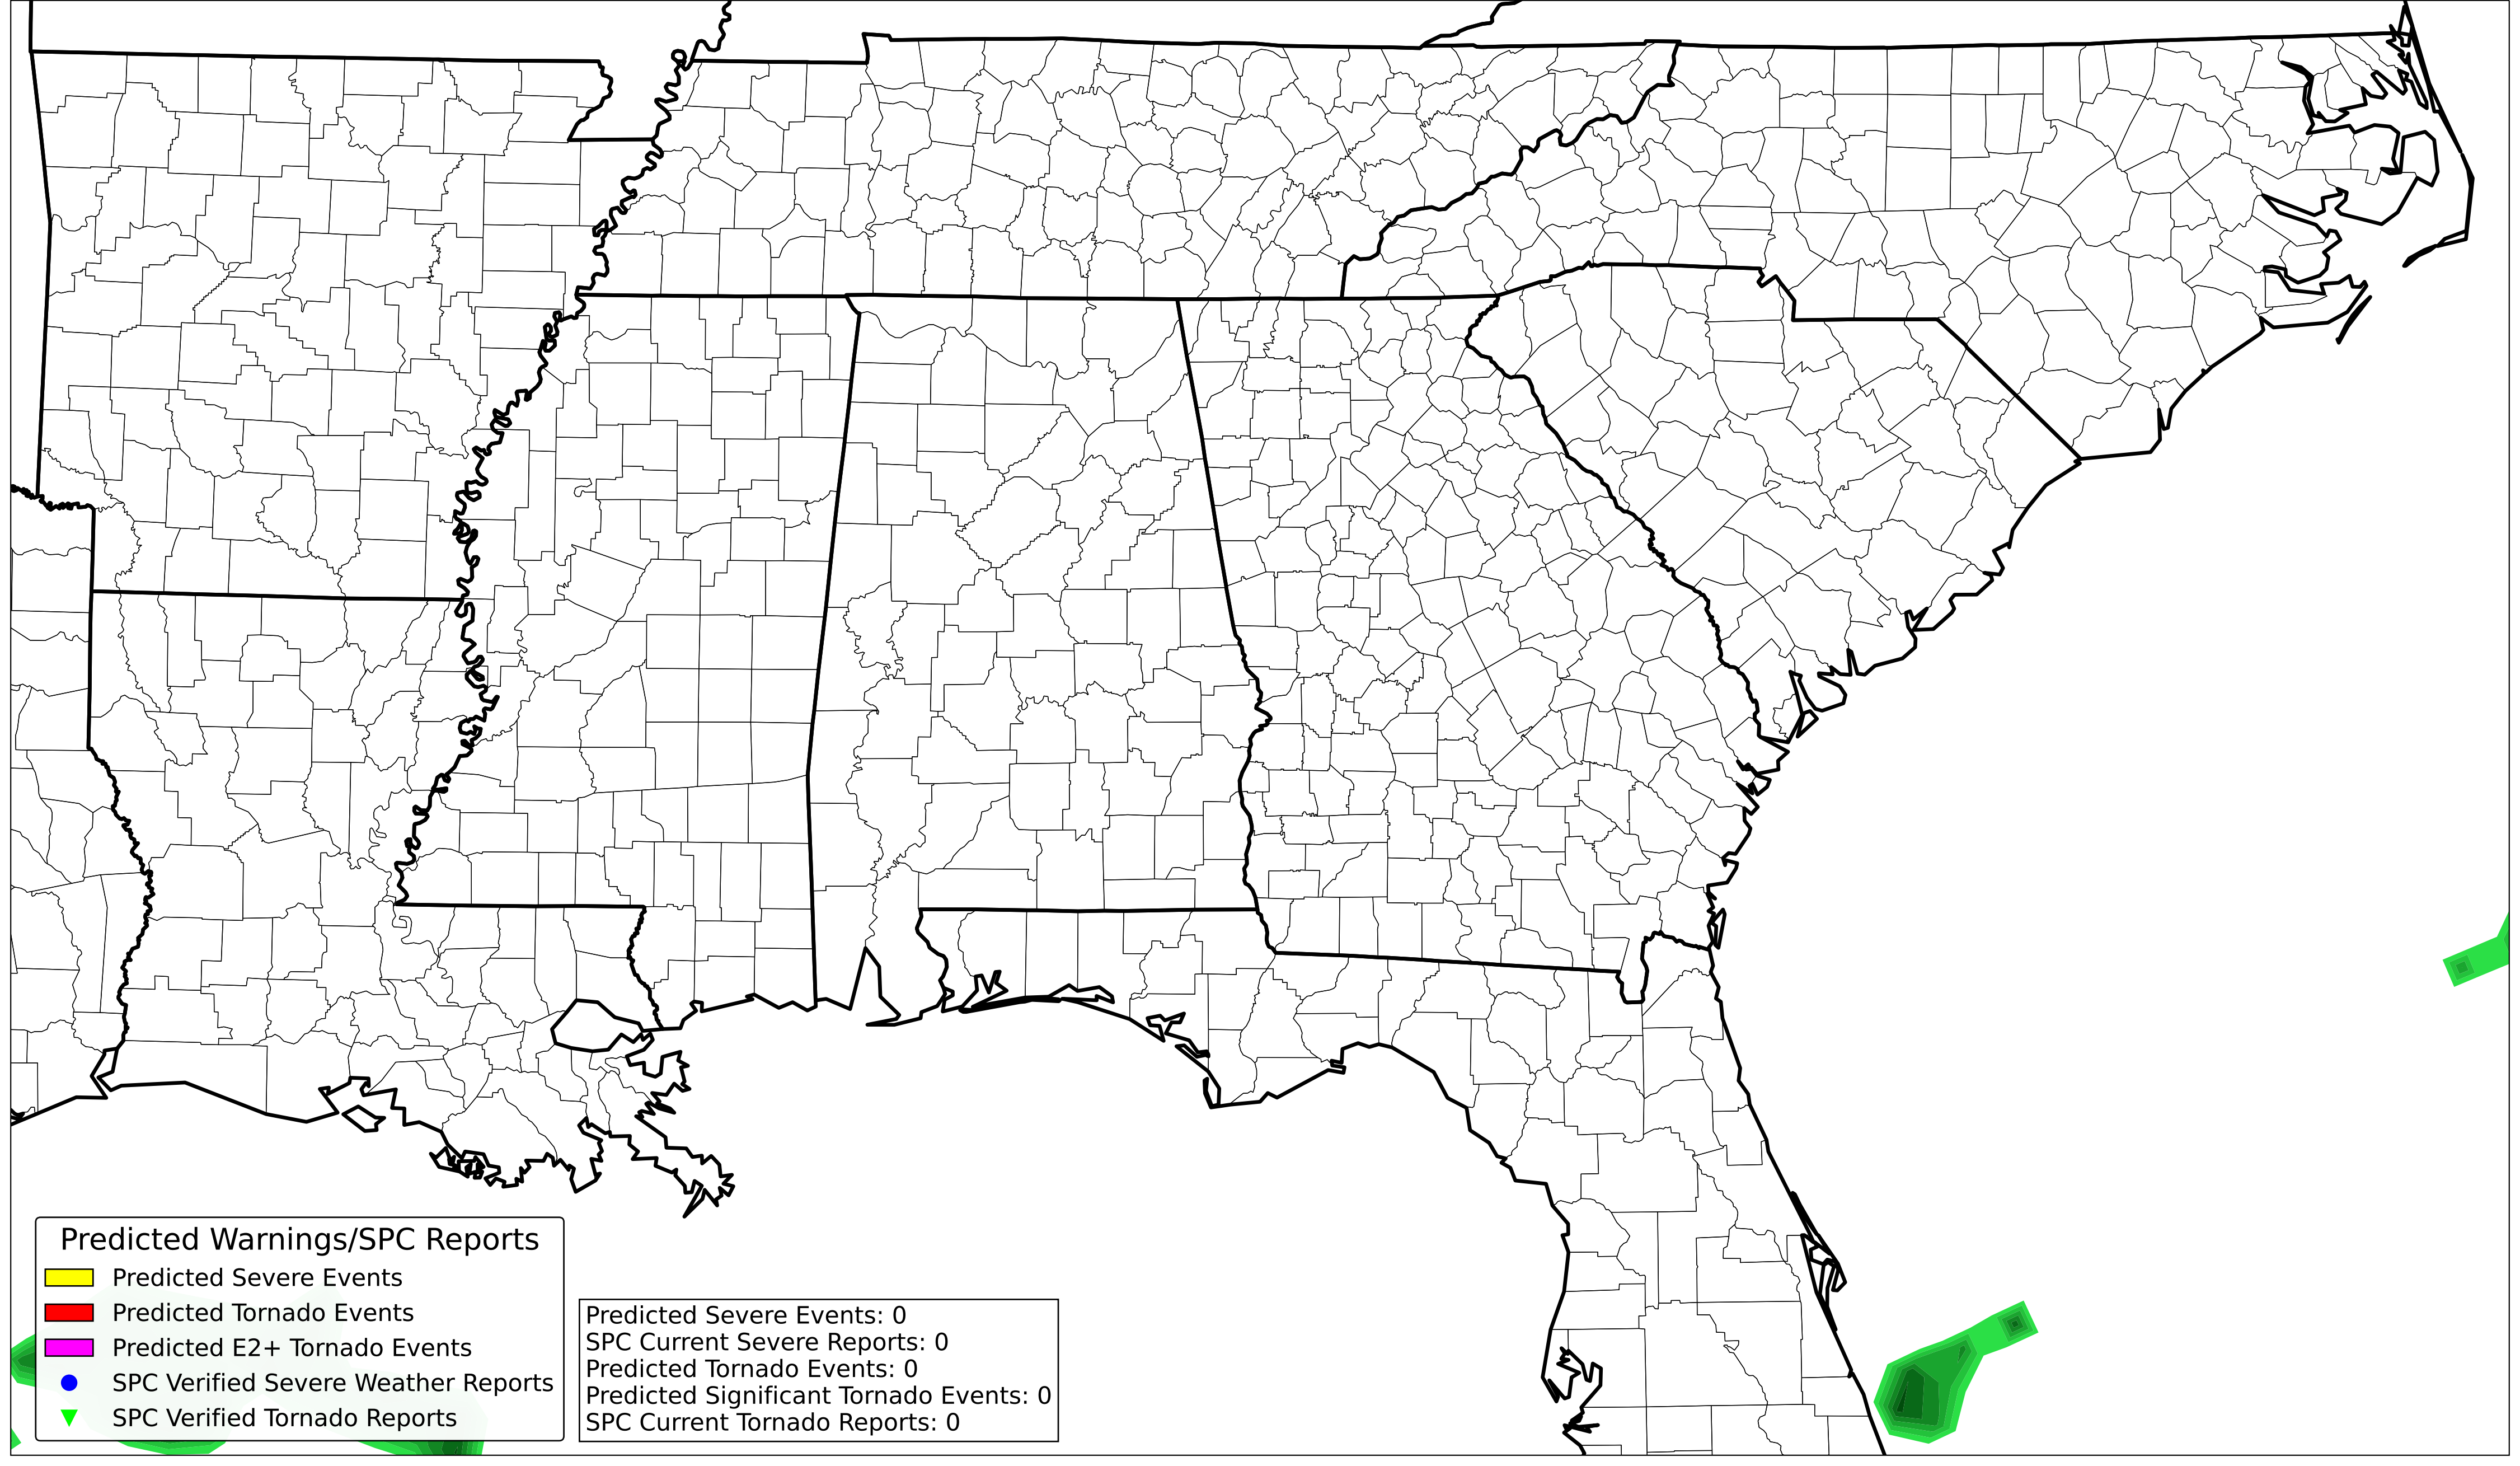 Predicted Warnings/SPC Reports
Predicted Severe Events
Predicted Tornado Events
Predicted E2+ Tornado Events
SPC Verified Severe Weather Reports
SPC Verified Tornado Reports
Predicted Severe Events: 0
SPC Current Severe Reports: 0
Predicted Tornado Events: 0
Predicted Significant Tornado Events: 0
SPC Current Tornado Reports: 0